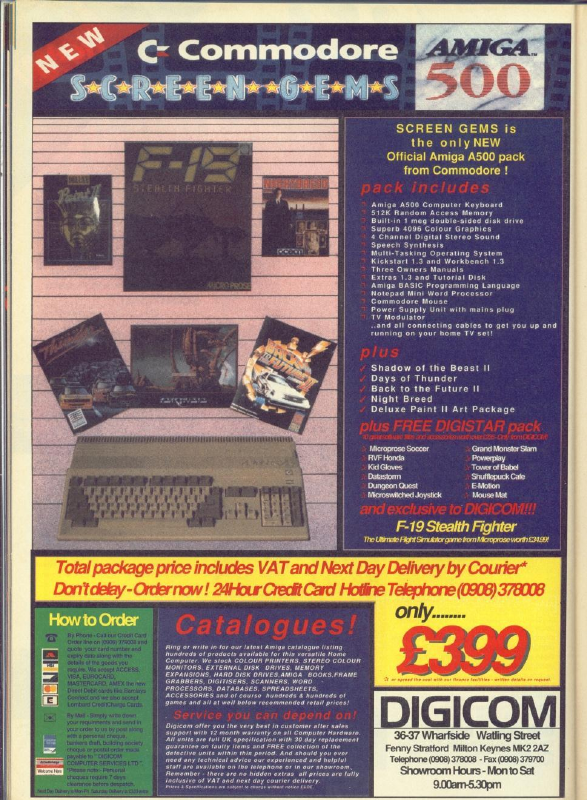 NEW
Commodore
SCREEN GEMS
AMIGA
500
SCREEN GEMS is
the only NEW
Official Amiga A500 pack
from Commodore !
pack includes
Amiga A500 Computer Keyboard
512K Random Access Memory
Built-in 1 meg double-sided disk drive
Superb 4096 Colour Graphics
4 Channel Digital Stereo Sound
Speech Synthesis
Multi-Tasking Operating System
Kickstart 1.3 and Workbench 1.3
Three Owners Manuals
Extras 1.3 and Tutorial Disk
Amiga BASIC Programming Language
Notepad Mini Word Processor
Commodore Mouse
Power Supply Unit with mains plug
TV Modulator
..and all connecting cables to get you up and
running on your home TV set!
plus
Shadow of the Beast II
Days of Thunder
Back to the Future II
Night Breed
Deluxe Paint II Art Package
plus FREE DIGISTAR pack
Microprose Soccer
Grand Monster Slam
RVF Honda
Powerplay
Kid Gloves
Tower of Babel
Datastorm
Shufflepuck Cafe
Dungeon Quest
E-Motion
Microswitched Joystick
Mouse Mat
and exclusive to DIGICOM!!!
F-19 Stealth Fighter
The Ultimate Flight Simulator game from Microprose worth £34.99!
F-19
STEALTH FIGHTER
MICRO PROSE
Paint II
Total package price includes VAT and Next Day Delivery by Courier*
Don't delay - Order now ! 24Hour Credit Card Hotline Telephone (0908) 378008
How to Order
By Phone - Call our Credit Card
Order line on (0908) 378008 and
quote your card number and
expiry date along with the
details of the goods you
require. We accept ACCESS,
VISA, EUROCARD,
MASTERCARD, AMEX
Lombard Creditcharge Cards.
By Mail - Simply write down
your requirements and send in
your order to us
with a personal cheque,
bankers draft, building society
cheque or postal order made
payable to "DIGICOM
COMPUTER SERVICES LTD."
(Please note: Personal
cheques require 7 days
clearance before despatch.
Catalogues!
Ring or write in for our latest Amiga catalogue listing
hundreds of products available for this versatile Home
Computer. We stock COLOUR PRINTERS, STEREO COLOUR
MONITORS, EXTERNAL DISK DRIVES, MEMORY
EXPANSIONS, HARD DISK DRIVES, AMIGA BOOKS, FRAME
GRABBERS, DIGITISERS, SCANNERS, WORD
PROCESSORS, DATABASES, SPREADSHEETS,
ACCESSORIES and of course hundreds & hundreds of
games and all at well below recommended retail prices!
Service you can depend on!
Digicom offer you the very best in customer after sales
support with 12 month warranty on all Computer Hardware.
All units are full UK specification with 30 day replacement
guarantee on faulty items and FREE collection of the
defective units within this period. And should you ever
need any technical advice our experienced and helpful
staff are available on the telephone or in our showroom.
Remember - there are no hidden extras all prices are fully
inclusive of VAT and next day courier delivery.
Prices & Specifications are subject to change without notice E&OE
only........
£399
or spread the cost with our finance facilities - written details on request
DIGICOM
36-37 Wharfside Watling Street
Fenny Stratford Milton Keynes MK2 2AZ
Telephone (0908) 378008 - Fax (0908) 379700
Showroom Hours - Mon to Sat
9.00am-5.30pm